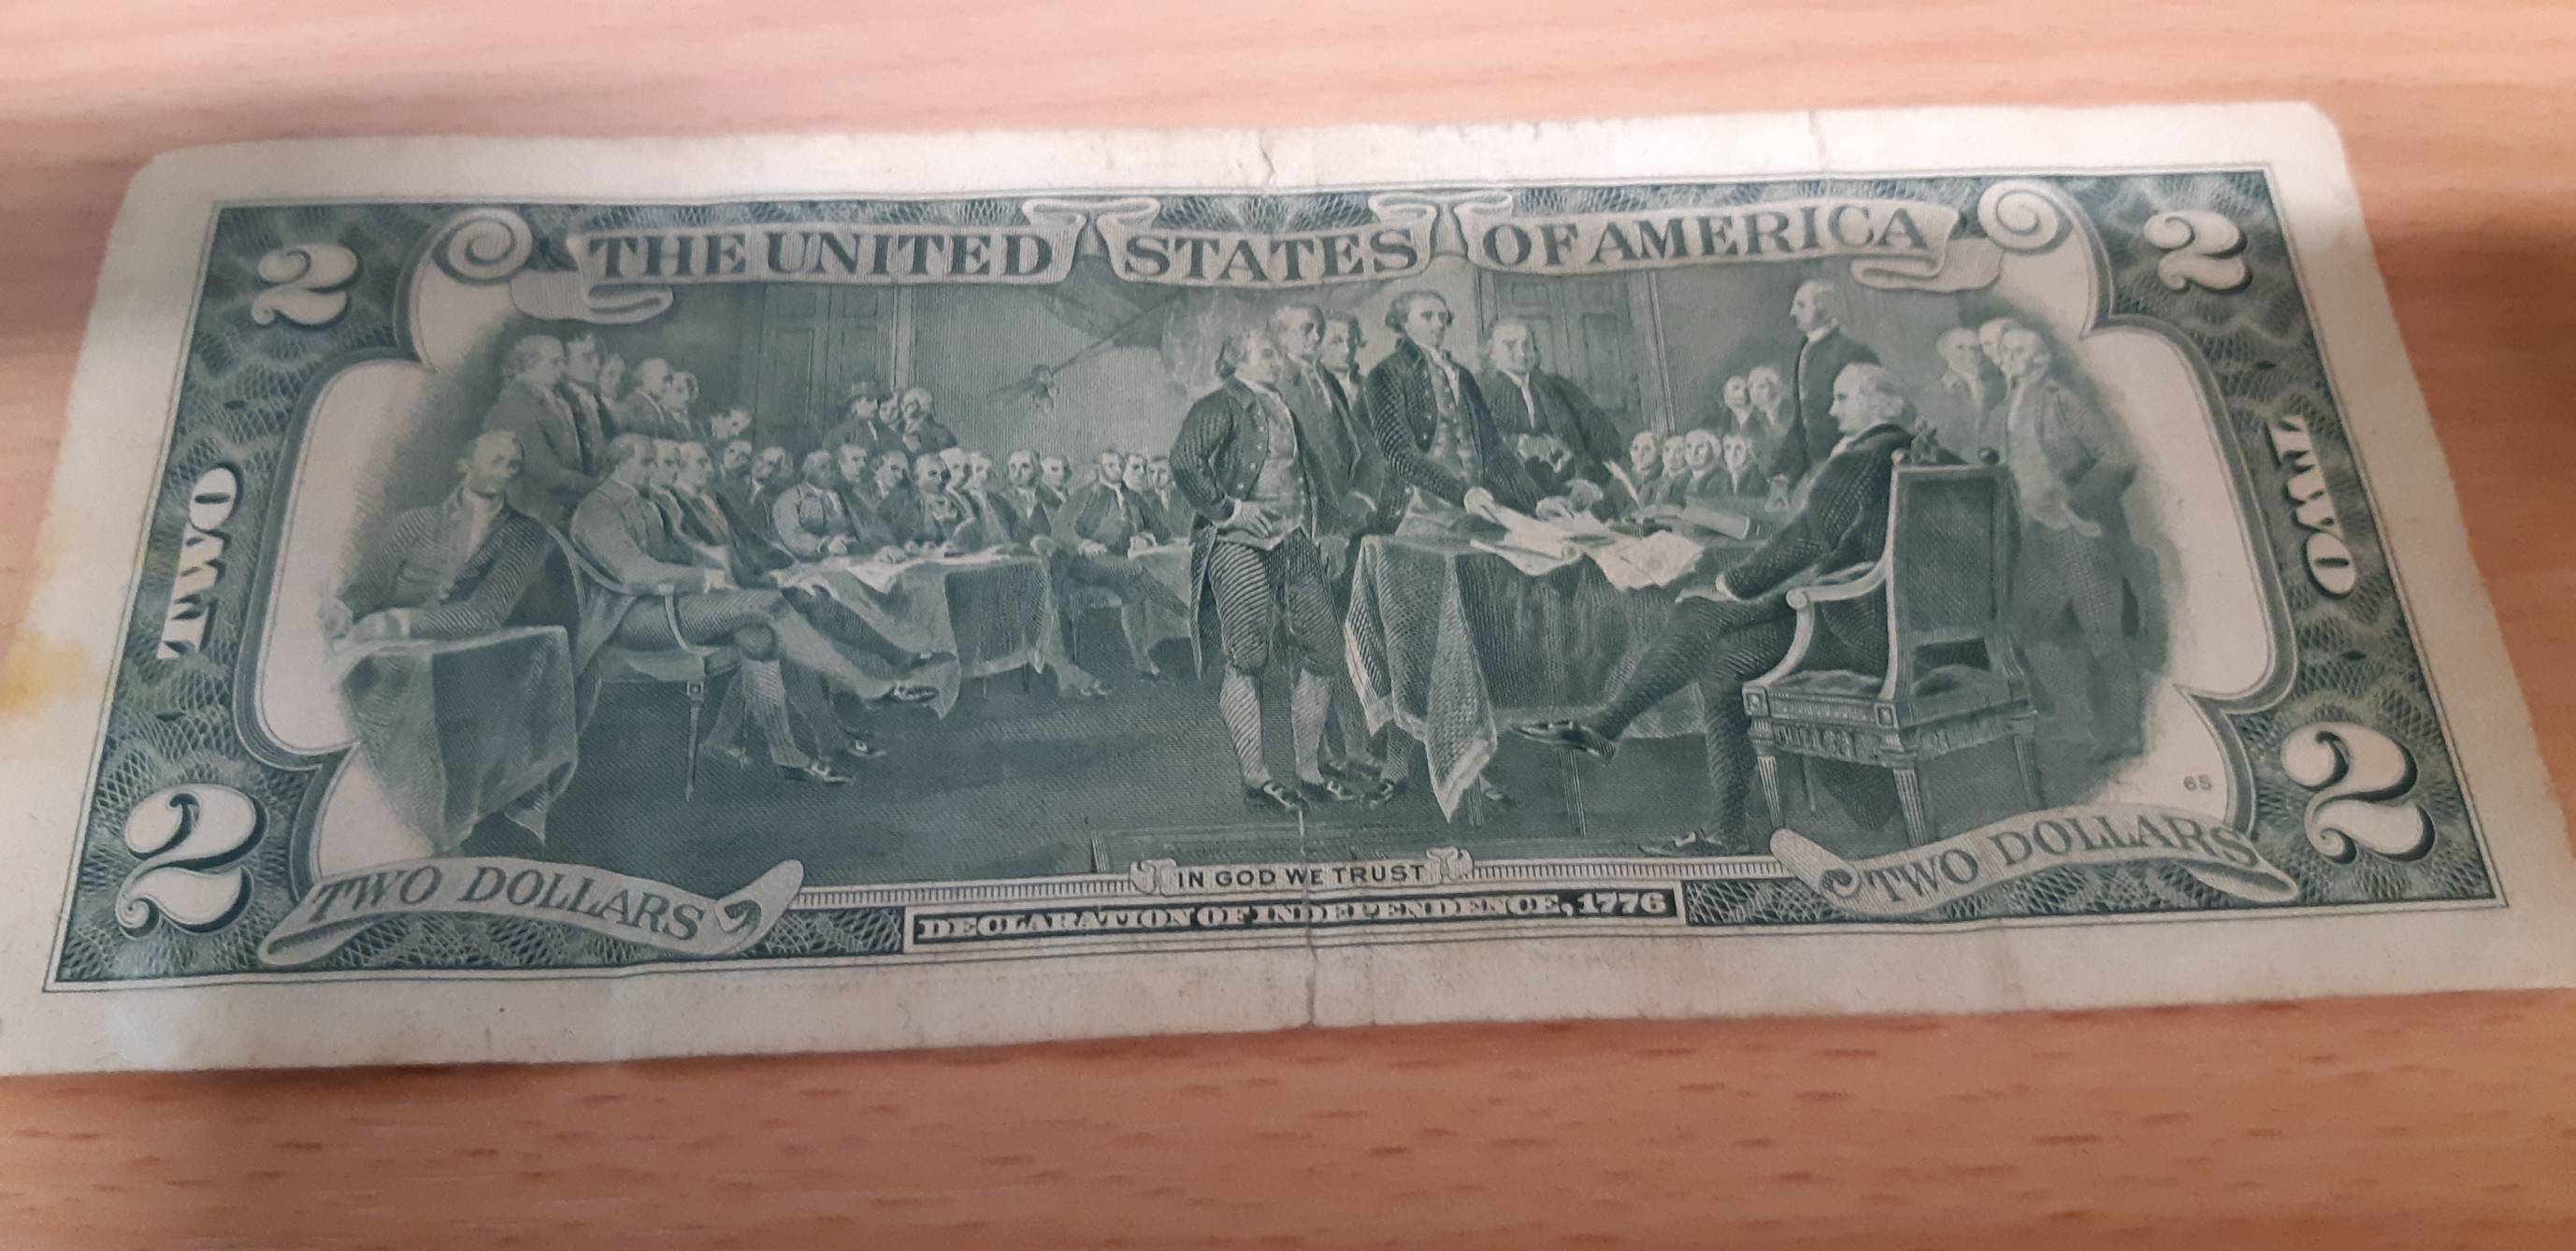 THE UNITED STATES OF AMERICA
2
2
TWO
TWO
2
2
65
TWO DOLLARS
TWO DOLLARS
IN GOD WE TRUST
DECLARATION OF INDEPENDENCE, 1776